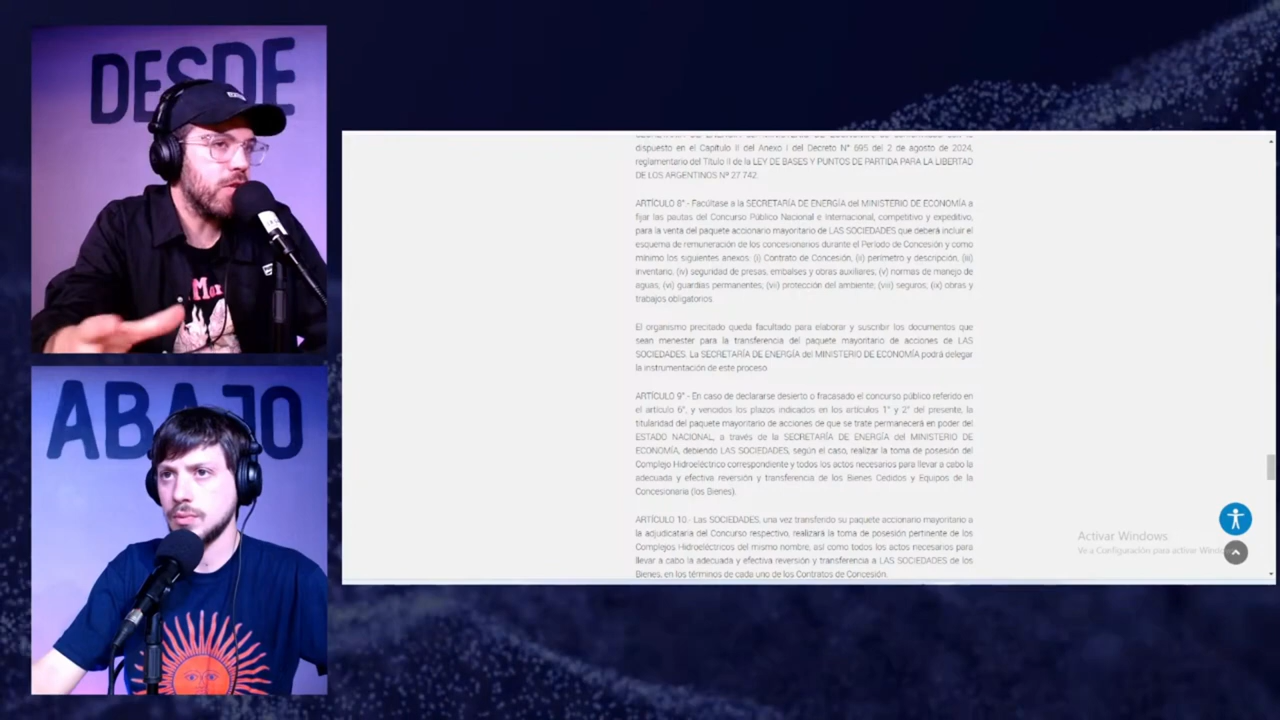 DESDE
ABAJO
dispuesto en el Capítulo II del Anexo I del Decreto N° 695 del 2 de agosto de 2024,
reglamentario del Título II de la LEY DE BASES Y PUNTOS DE PARTIDA PARA LA LIBERTAD
DE LOS ARGENTINOS Nº 27.742.
ARTÍCULO 8°.- Facúltase a la SECRETARÍA DE ENERGÍA del MINISTERIO DE ECONOMÍA a
fijar las pautas del Concurso Público Nacional e Internacional, competitivo y expeditivo,
para la venta del paquete accionario mayoritario de LAS SOCIEDADES que deberá incluir el
esquema de remuneración de los concesionarios durante el Período de Concesión y como
mínimo los siguientes anexos: (i) Contrato de Concesión, (ii) perímetro y descripción, (iii)
inventario, (iv) seguridad de presas, embalses y obras auxiliares, (v) normas de manejo de
aguas, (vi) guardias permanentes, (vii) protección del ambiente, (viii) seguros, (ix) obras y
trabajos obligatorios.
El organismo precitado queda facultado para elaborar y suscribir los documentos que
sean menester para la transferencia del paquete mayoritario de acciones de LAS
SOCIEDADES. La SECRETARÍA DE ENERGÍA del MINISTERIO DE ECONOMÍA podrá delegar
la instrumentación de este proceso.
ARTÍCULO 9°.- En caso de declararse desierto o fracasado el concurso público referido en
el artículo 6°, y vencidos los plazos indicados en los artículos 1° y 2° del presente, la
titularidad del paquete mayoritario de acciones de que se trate permanecerá en poder del
ESTADO NACIONAL, a través de la SECRETARÍA DE ENERGÍA del MINISTERIO DE
ECONOMÍA, debiendo LAS SOCIEDADES, según el caso, realizar la toma de posesión del
Complejo Hidroeléctrico correspondiente y todos los actos necesarios para llevar a cabo la
adecuada y efectiva reversión y transferencia de los Bienes Cedidos y Equipos de la
Concesionaria (los Bienes).
ARTÍCULO 10.- Las SOCIEDADES, una vez transferido su paquete accionario mayoritario a
la adjudicataria del Concurso respectivo, realizará la toma de posesión pertinente de los
Complejos Hidroeléctricos del mismo nombre, así como todos los actos necesarios para
llevar a cabo la adecuada y efectiva reversión y transferencia a LAS SOCIEDADES de los
Bienes, en los términos de cada uno de los Contratos de Concesión.
Activar Windows
Ve a Configuración para activar